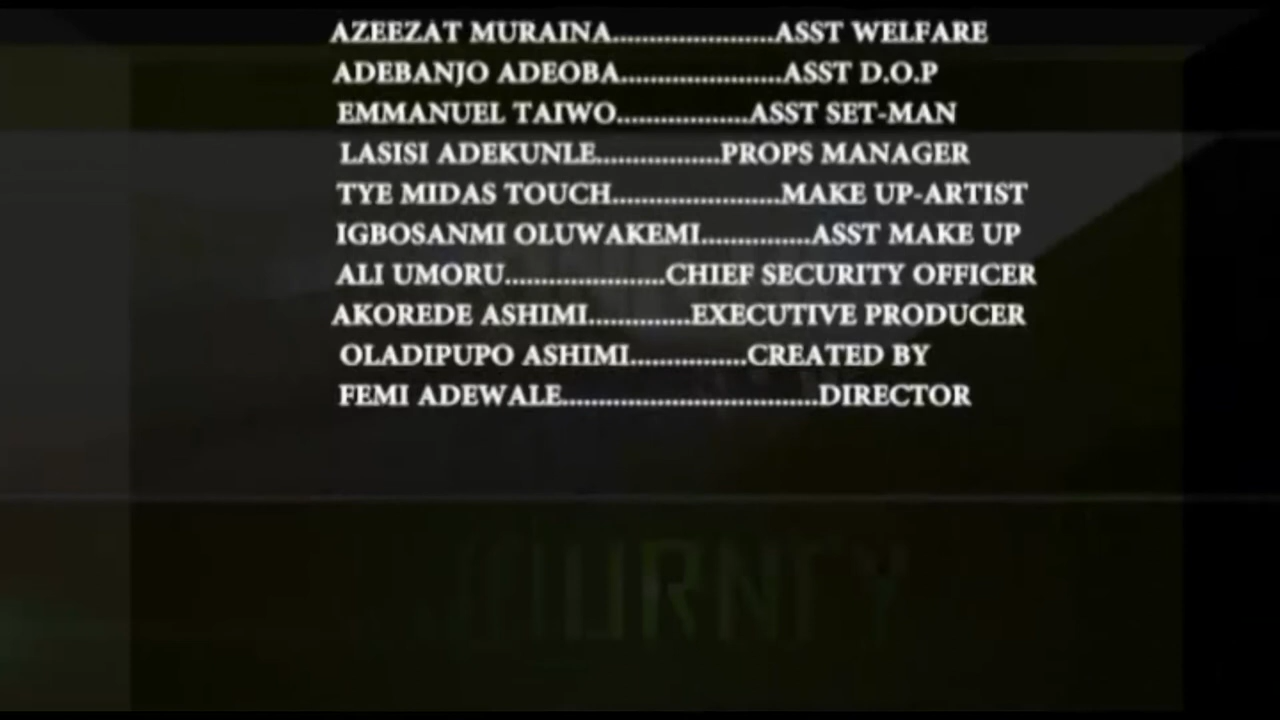 AZEEZAT MURAINA......................ASST WELFARE
ADEBANJO ADEOBA......................ASST D.O.P
EMMANUEL TAIWO..................ASST SET-MAN
LASISI ADEKUNLE.................PROPS MANAGER
TYE MIDAS TOUCH.......................MAKE UP-ARTIST
IGBOSANMI OLUWAKEMI...............ASST MAKE UP
ALI UMORU......................CHIEF SECURITY OFFICER
AKOREDE ASHIMI..............EXECUTIVE PRODUCER
OLADIPUPO ASHIMI................CREATED BY
FEMI ADEWALE...................................DIRECTOR
JOURNEY